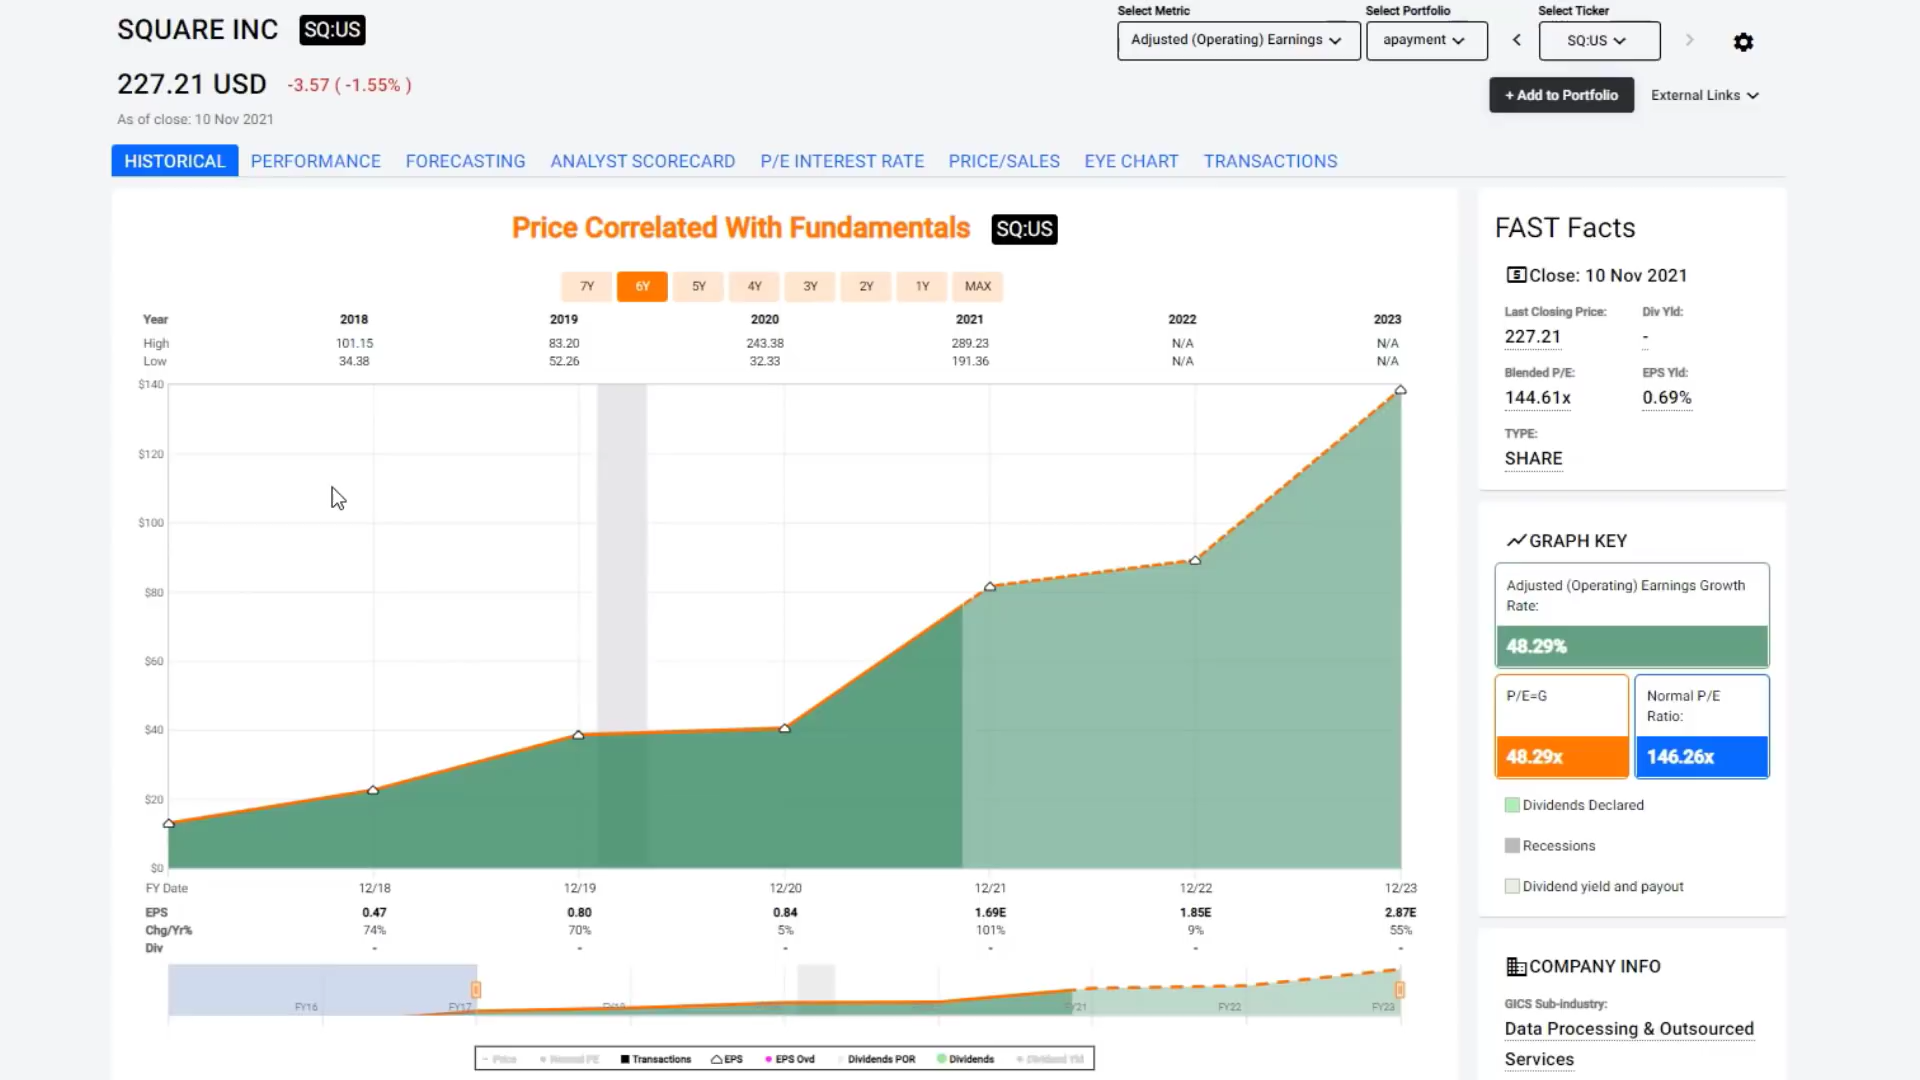 SQUARE INC SQ:US
Select Metric Select Portfolio Select Ticker
Adjusted (Operating) Earnings apayment SQ:US
227.21 USD -3.57 ( -1.55% )
+ Add to Portfolio External Links
As of close: 10 Nov 2021
HISTORICAL PERFORMANCE FORECASTING ANALYST SCORECARD P/E INTEREST RATE PRICE/SALES EYE CHART TRANSACTIONS
Price Correlated With Fundamentals SQ:US
7Y 6Y 5Y 4Y 3Y 2Y 1Y MAX
Year 2018 2019 2020 2021 2022 2023
High 101.15 83.20 243.38 289.23 N/A N/A
Low 34.38 52.26 32.33 191.36 N/A N/A
$140
$120
$100
$80
$60
$40
$20
$0
FY Date 12/18 12/19 12/20 12/21 12/22 12/23
EPS 0.47 0.80 0.84 1.69E 1.85E 2.87E
Chg/Yr% 74% 70% 5% 101% 9% 55%
Div - - - - - -
FY16 FY17 FY22 FY23
Price Normal PE Transactions EPS EPS Ovd Dividends POR Dividends Dividend Yld
FAST Facts
Close: 10 Nov 2021
Last Closing Price: Div Yld:
227.21 -
Blended P/E: EPS Yld:
144.61x 0.69%
TYPE:
SHARE
GRAPH KEY
Adjusted (Operating) Earnings Growth
Rate:
48.29%
P/E=G
48.29x
Normal P/E
Ratio:
146.26x
Dividends Declared
Recessions
Dividend yield and payout
COMPANY INFO
GICS Sub-industry:
Data Processing & Outsourced
Services